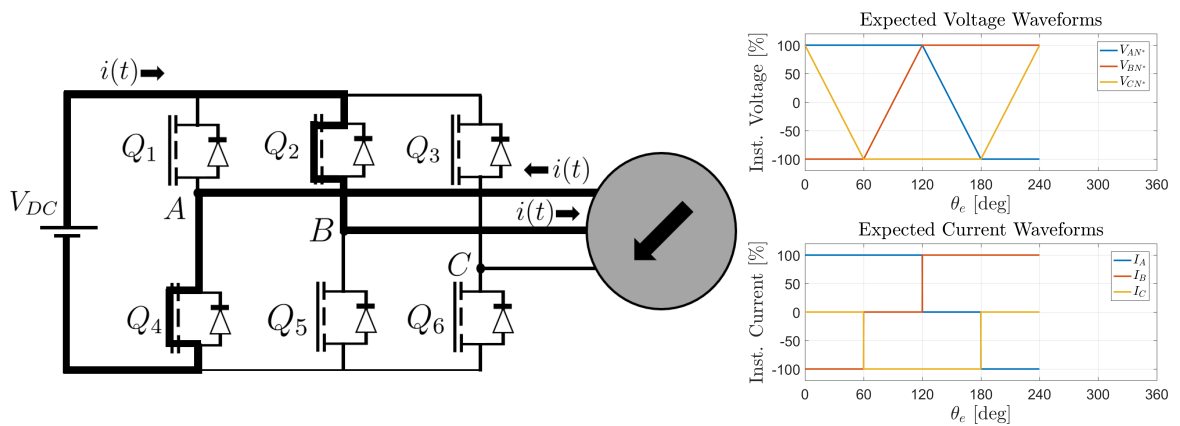 i(t)
Q1
Q2
Q3
VDC
A
i(t)
i(t)
B
C
Q4
Q5
Q6
Expected Voltage Waveforms
Inst. Voltage [%]
100
50
0
-50
-100
VAN*
VBN*
VCN*
0 60 120 180 240 300 360
θe [deg]
Expected Current Waveforms
Inst. Current [%]
100
50
0
-50
-100
IA
IB
IC
0 60 120 180 240 300 360
θe [deg]